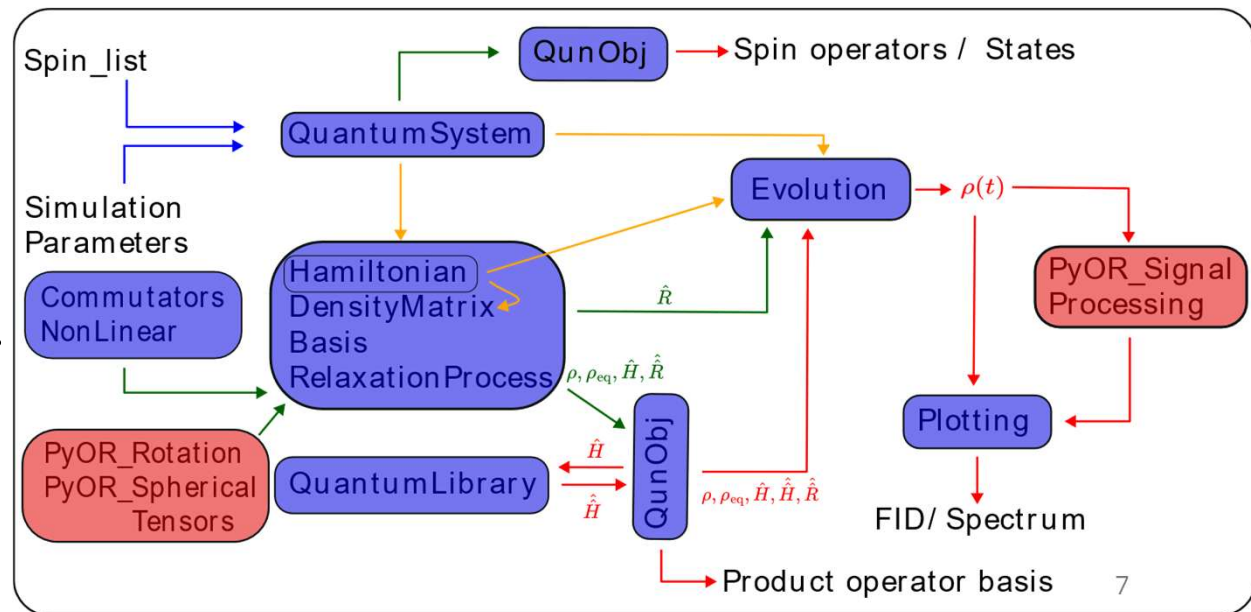 Spin_list
QunObj
Spin operators / States
QuantumSystem
Simulation
Parameters
Evolution
ρ(t)
Hamiltonian
DensityMatrix
Basis
RelaxationProcess
R̂
Commutators
NonLinear
PyOR_Signal
Processing
ρ, ρeq, Ĥ, R̂̂
PyOR_Rotation
PyOR_Spherical
Tensors
QuantumLibrary
Ĥ
Ĥ̂
QunObj
ρ, ρeq, Ĥ, Ĥ̂, R̂̂
Plotting
FID/ Spectrum
Product operator basis
7